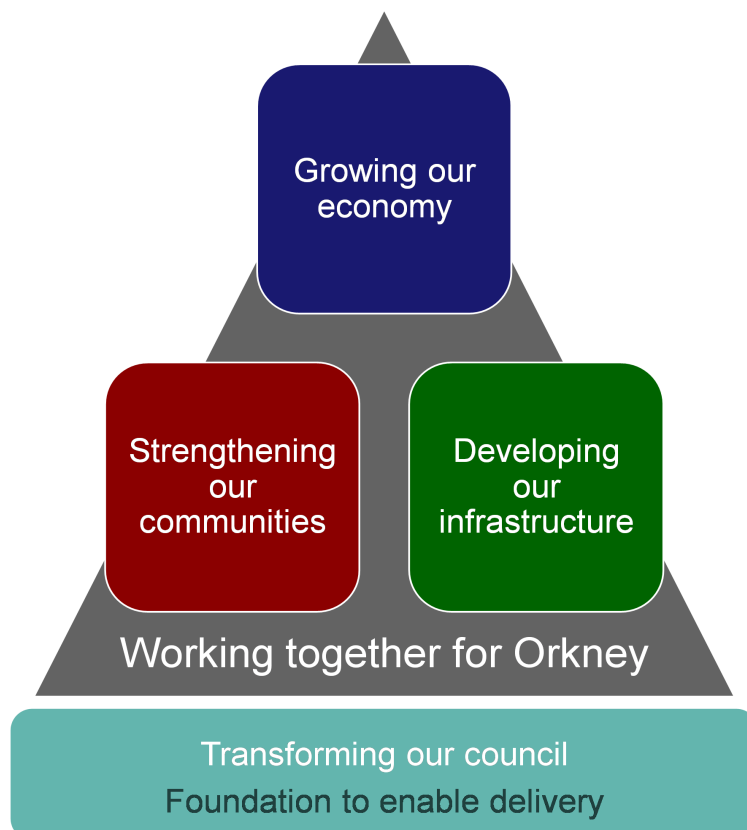 Growing our
economy
Strengthening
our
communities
Developing
our
infrastructure
Working together for Orkney
Transforming our council
Foundation to enable delivery